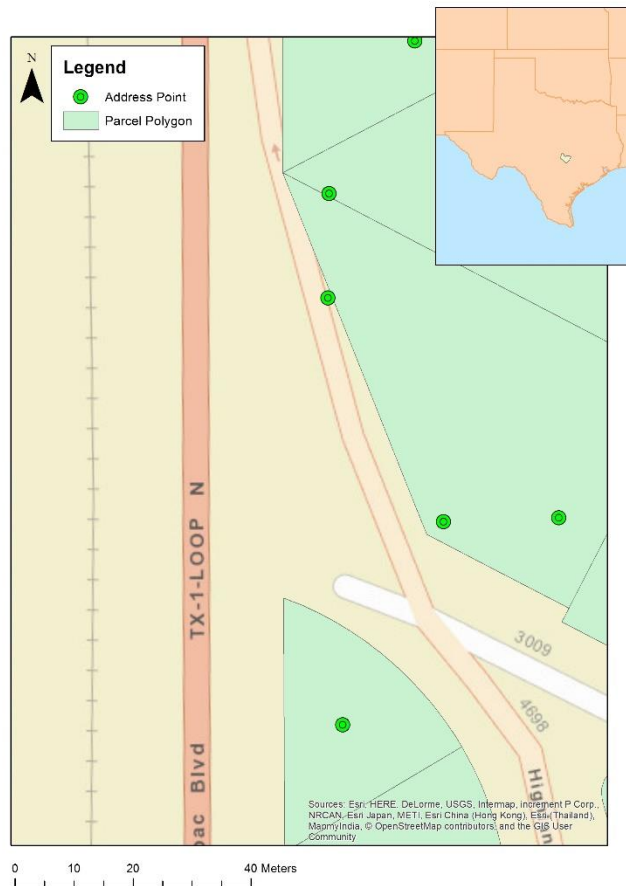 N
Legend
Address Point
Parcel Polygon
TX-1-LOOP N
Blvd
3009
4698
Sources: Esri, HERE, DeLorme, USGS, Intermap, increment P Corp.,
NRCAN, Esri Japan, METI, Esri China (Hong Kong), Esri (Thailand),
MapmyIndia, © OpenStreetMap contributors, and the GIS User
Community
0 10 20 40 Meters